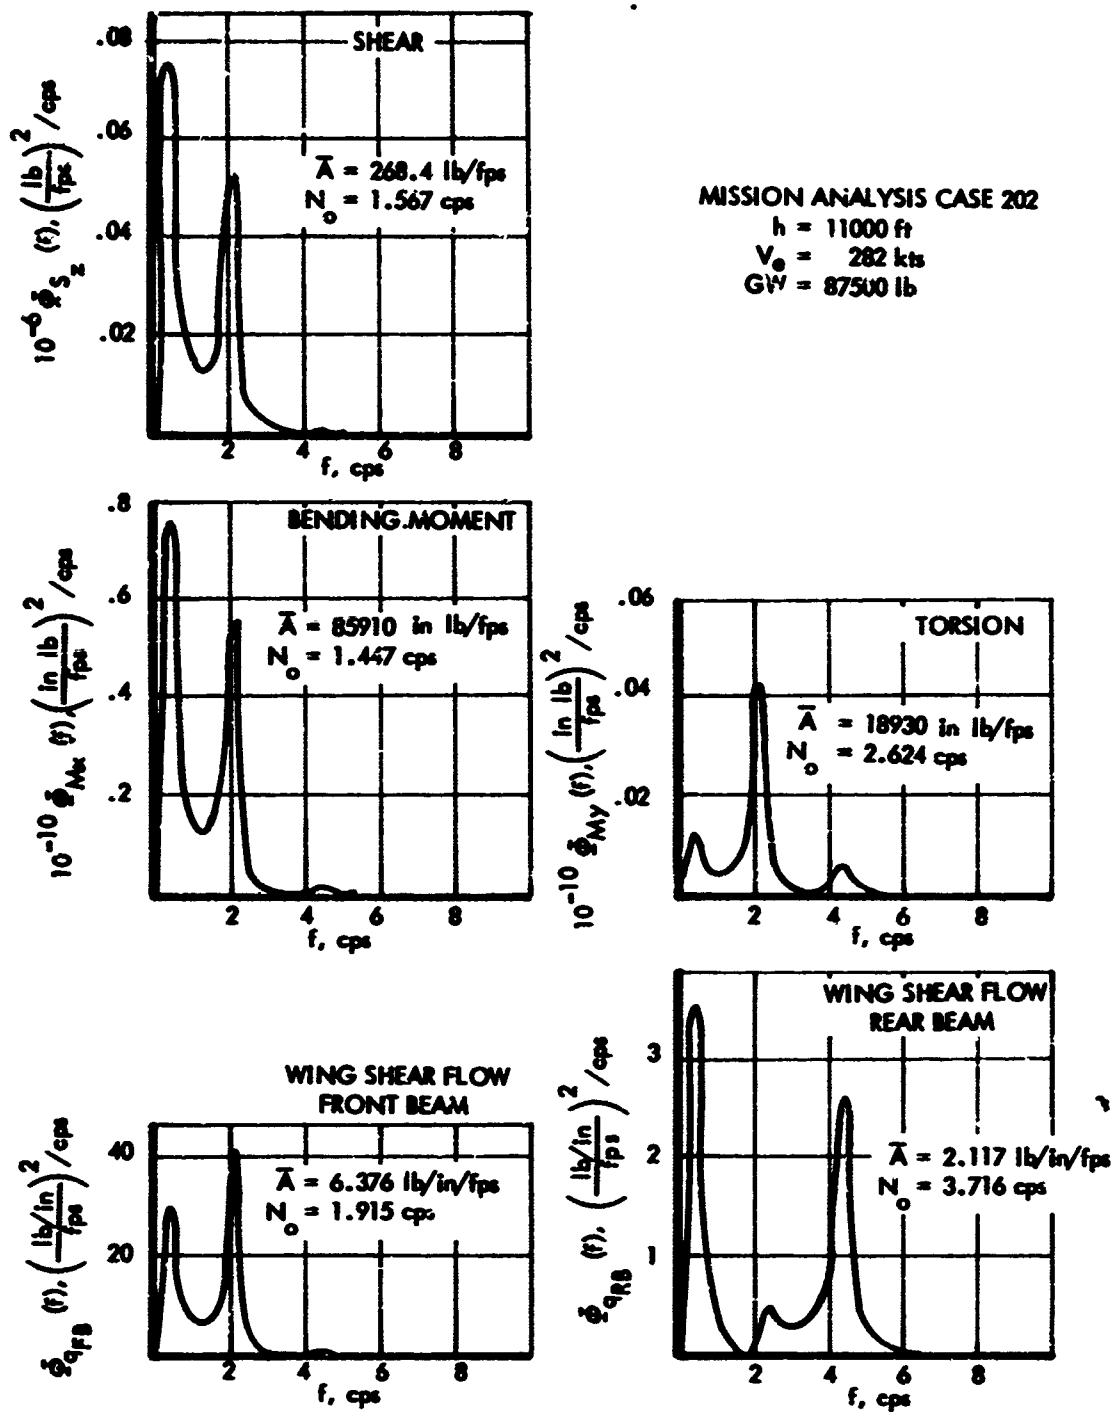 SHEAR
.08
.06
.04
.02
10⁻⁶ Φ_S_z (f), (lb/fps)² /cps
Ā = 268.4 lb/fps
N_o = 1.567 cps
2 4 6 8
f, cps
MISSION ANALYSIS CASE 202
h = 11000 ft
V_e = 282 kts
GW = 87500 lb
BENDING MOMENT
.8
.6
.4
.2
10⁻¹⁰ Φ_Mx (f), (in lb/fps)² /cps
Ā = 85910 in lb/fps
N_o = 1.447 cps
2 4 6 8
f, cps
TORSION
.06
.04
.02
10⁻¹⁰ Φ_My (f), (in lb/fps)² /cps
Ā = 18930 in lb/fps
N_o = 2.624 cps
2 4 6 8
f, cps
WING SHEAR FLOW
FRONT BEAM
40
20
Φ_qFB (f), (lb/in/fps)² /cps
Ā = 6.376 lb/in/fps
N_o = 1.915 cps
2 4 6 8
f, cps
WING SHEAR FLOW
REAR BEAM
3
2
1
Φ_qRB (f), (lb/in/fps)² /cps
Ā = 2.117 lb/in/fps
N_o = 3.716 cps
2 4 6 8
f, cps